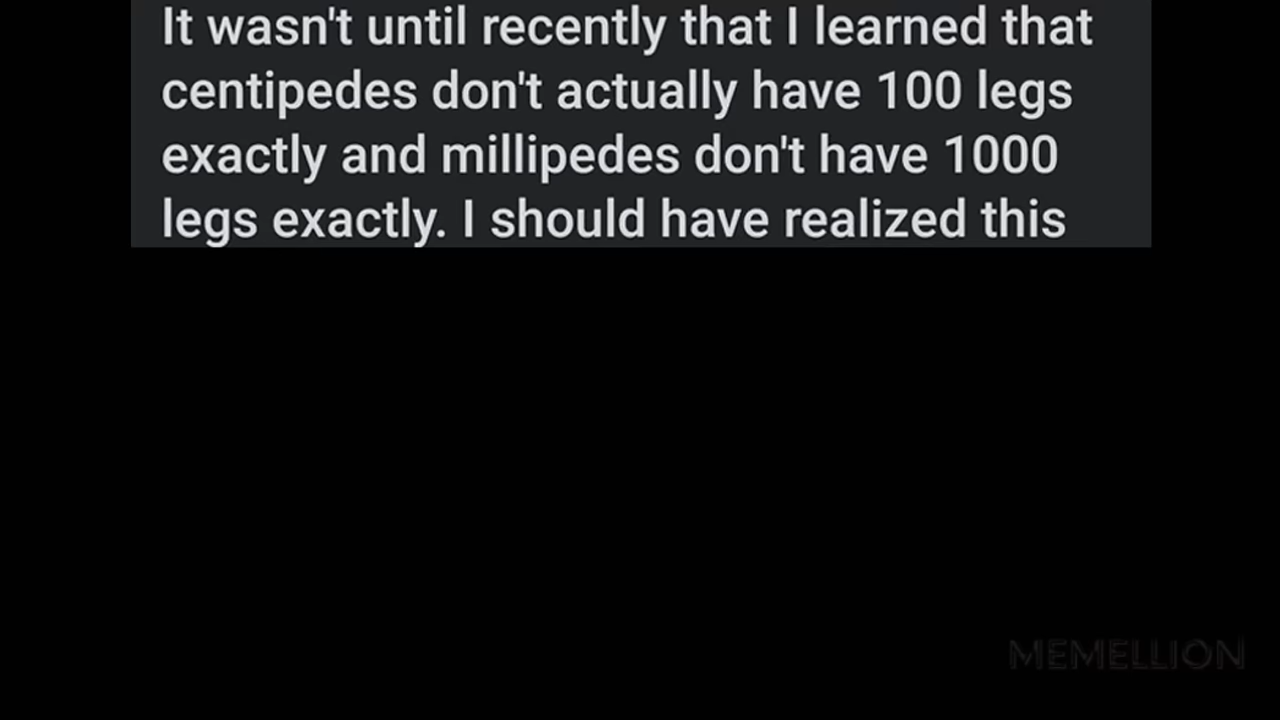 It wasn't until recently that I learned that
centipedes don't actually have 100 legs
exactly and millipedes don't have 1000
legs exactly. I should have realized this
MEMELLION